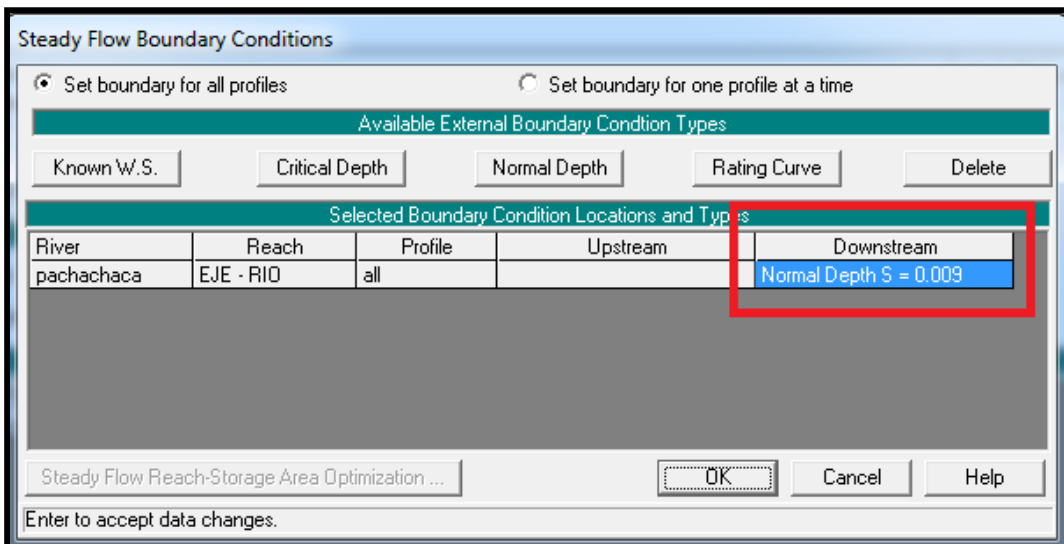 Steady Flow Boundary Conditions
Set boundary for all profiles Set boundary for one profile at a time
Available External Boundary Condtion Types
Known W.S. Critical Depth Normal Depth Rating Curve Delete
Selected Boundary Condition Locations and Types
River Reach Profile Upstream Downstream
pachachaca EJE - RIO all Normal Depth S = 0.009
Steady Flow Reach-Storage Area Optimization ... OK Cancel Help
Enter to accept data changes.